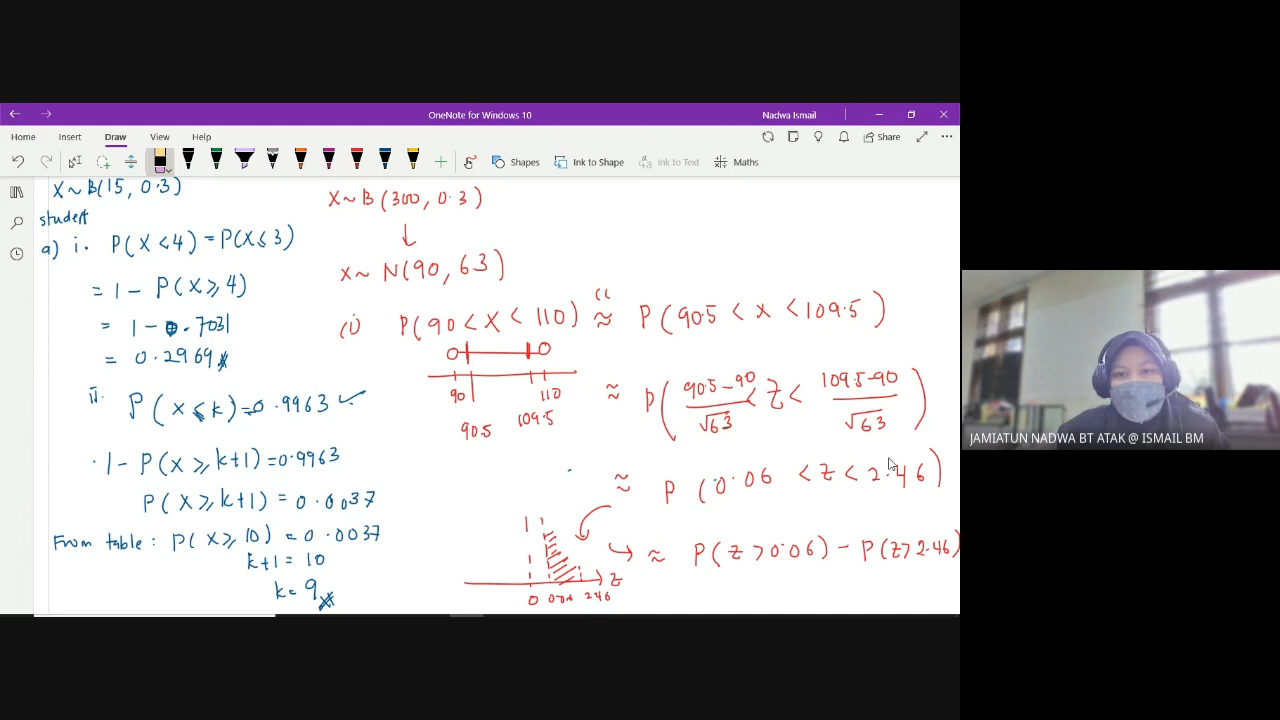 OneNote for Windows 10
Nadwa Ismail
Home Insert Draw View Help
Share
Shapes Ink to Shape Ink to Text Maths
X ~ B(15, 0.3)
student
a) i. P(X < 4) = P(X ≤ 3)
= 1 - P(X ≥ 4)
= 1 - 0.7031
= 0.2969
ii. P(X ≤ k) = 0.9963 ✓
1 - P(X ≥ k+1) = 0.9963
P(X ≥ k+1) = 0.0037
From table : P(X ≥ 10) = 0.0037
k+1 = 10
k = 9
X ~ B(300, 0.3)
↓
X ~ N(90, 63)
(i) P(90 < X < 110) ≈ P(90.5 < X < 109.5)
90 110
90.5 109.5
≈ P( (90.5 - 90)/√63 < Z < (109.5 - 90)/√63 )
≈ P(0.06 < Z < 2.46)
≈ P(Z > 0.06) - P(Z > 2.46)
Z
0 0.06 2.46
JAMIATUN NADWA BT ATAK @ ISMAIL BM